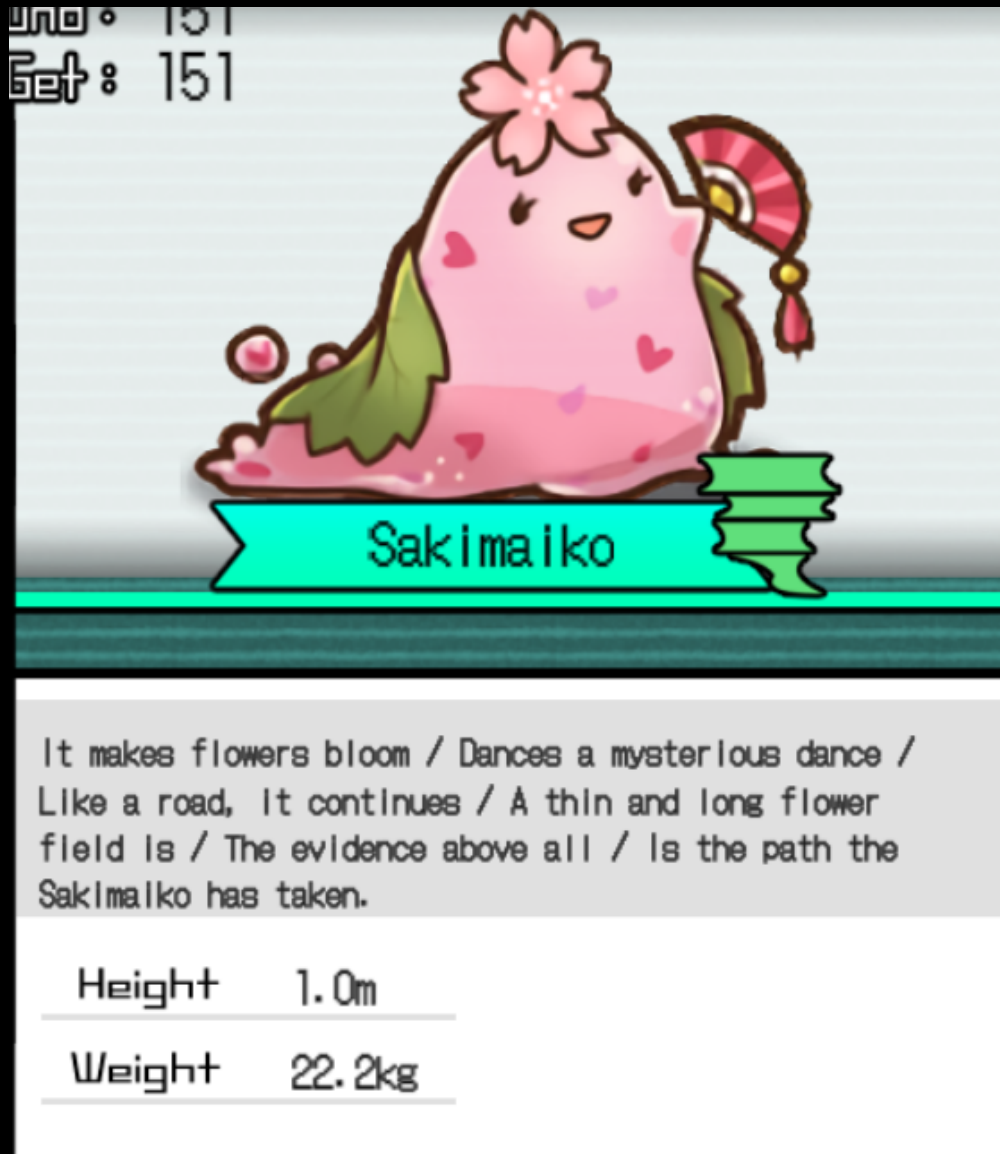 151
Get: 151
Sakimaiko
It makes flowers bloom / Dances a mysterious dance /
Like a road, it continues / A thin and long flower
field is / The evidence above all / Is the path the
Sakimaiko has taken.
Height 1.0m
Weight 22.2kg